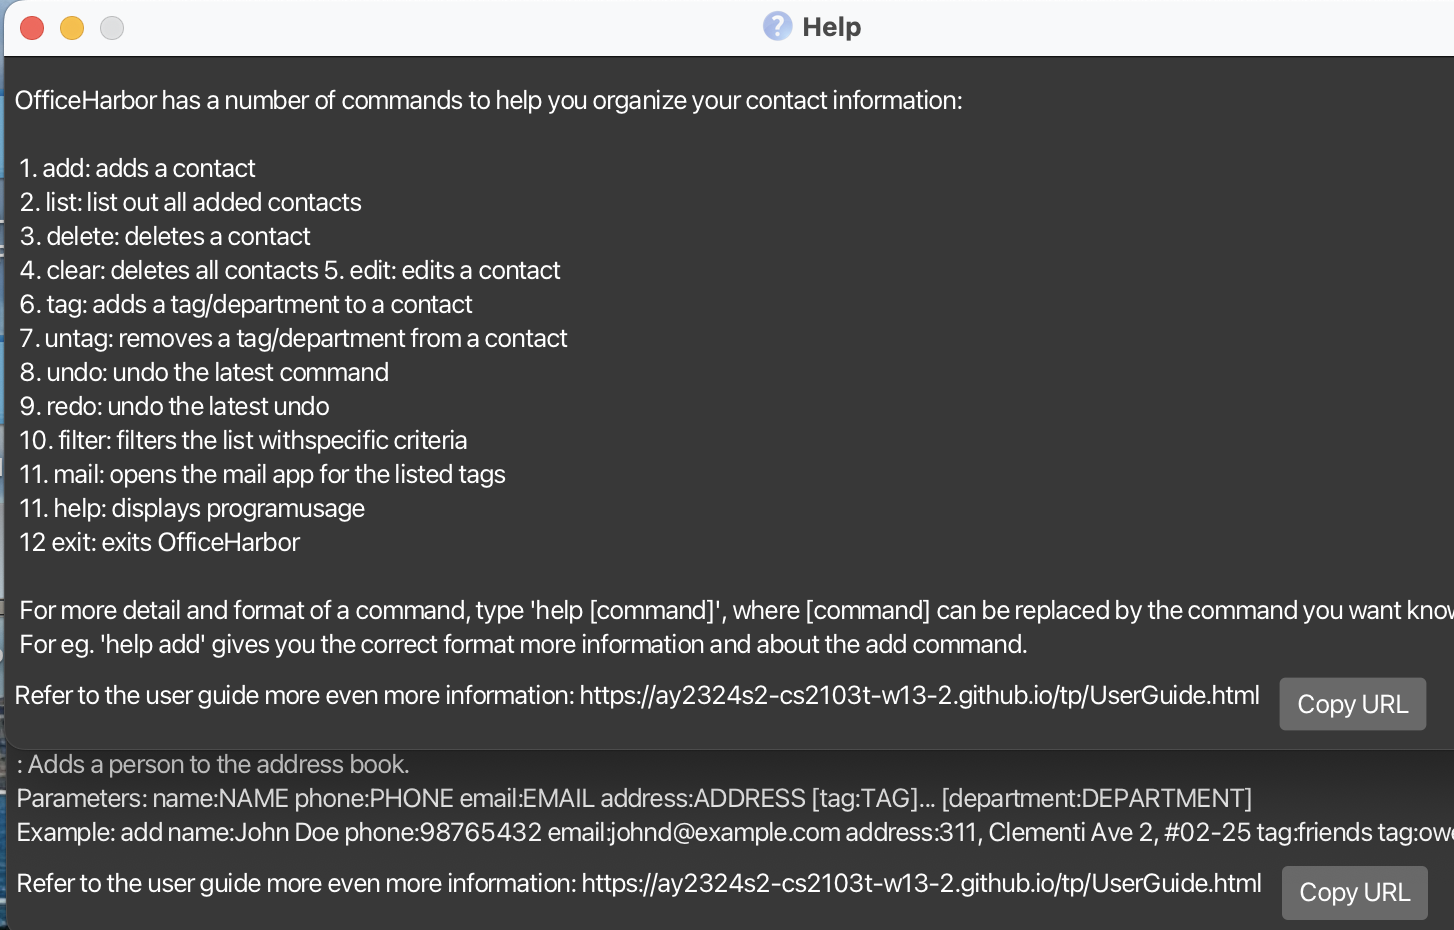 Help
OfficeHarbor has a number of commands to help you organize your contact information:
1. add: adds a contact
2. list: list out all added contacts
3. delete: deletes a contact
4. clear: deletes all contacts 5. edit: edits a contact
6. tag: adds a tag/department to a contact
7. untag: removes a tag/department from a contact
8. undo: undo the latest command
9. redo: undo the latest undo
10. filter: filters the list withspecific criteria
11. mail: opens the mail app for the listed tags
11. help: displays programusage
12 exit: exits OfficeHarbor
For more detail and format of a command, type 'help [command]', where [command] can be replaced by the command you want know
For eg. 'help add' gives you the correct format more information and about the add command.
Refer to the user guide more even more information: https://ay2324s2-cs2103t-w13-2.github.io/tp/UserGuide.html Copy URL
: Adds a person to the address book.
Parameters: name:NAME phone:PHONE email:EMAIL address:ADDRESS [tag:TAG]... [department:DEPARTMENT]
Example: add name:John Doe phone:98765432 email:johnd@example.com address:311, Clementi Ave 2, #02-25 tag:friends
Refer to the user guide more even more information: https://ay2324s2-cs2103t-w13-2.github.io/tp/UserGuide.html Copy URL